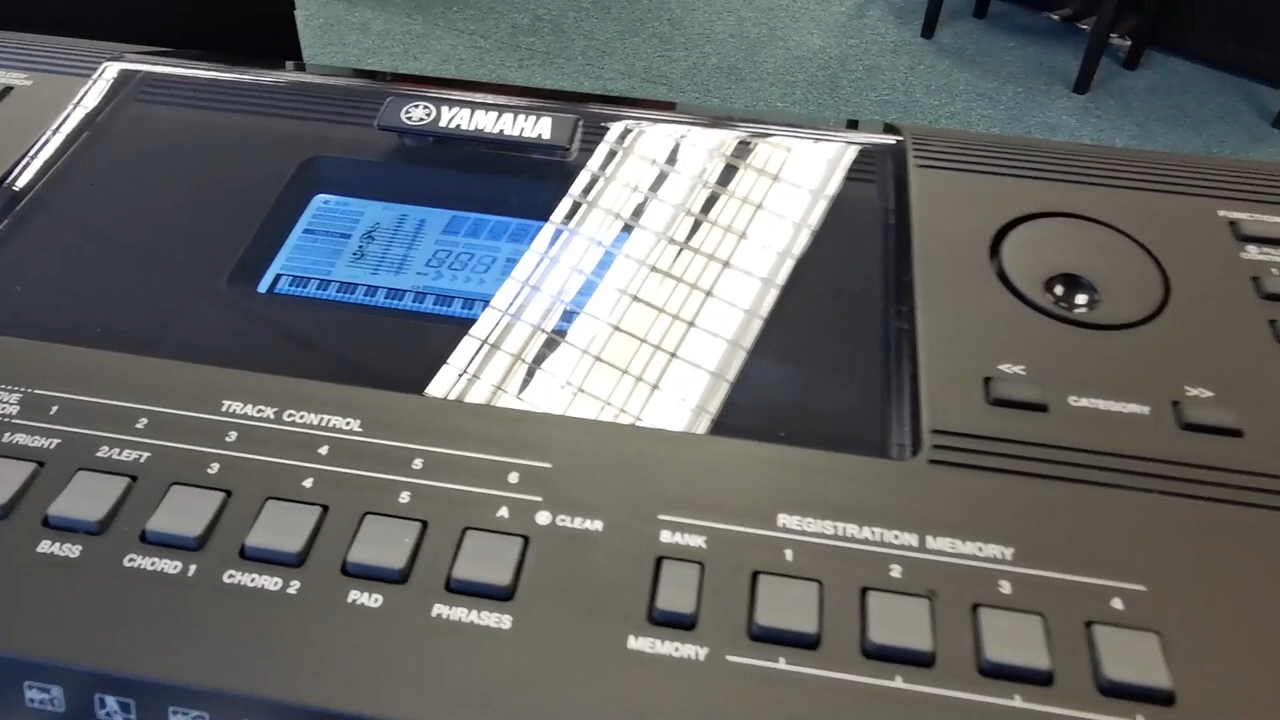 YAMAHA
FUNCTION
<< >>
CATEGORY
TRACK CONTROL
1 2 3 4 5 6
1/RIGHT 2/LEFT 3 4 5 A CLEAR
BASS CHORD 1 CHORD 2 PAD PHRASES
REGISTRATION MEMORY
BANK 1 2 3 4
MEMORY